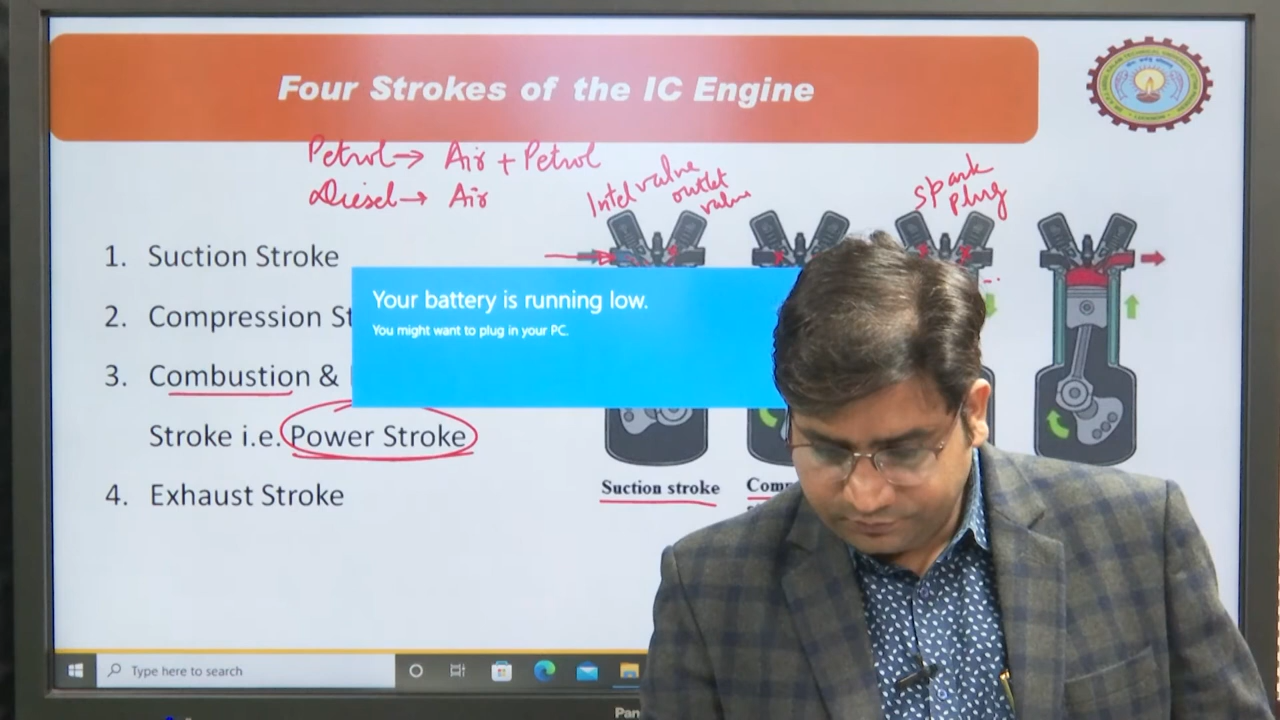 Four Strokes of the IC Engine
Petrol → Air + Petrol
Diesel → Air
Intel valve
outlet
valve
spark
plug
1. Suction Stroke
2. Compression St
3. Combustion &
Stroke i.e. Power Stroke
4. Exhaust Stroke
Your battery is running low.
You might want to plug in your PC.
Suction stroke
Comp
Type here to search
Pan